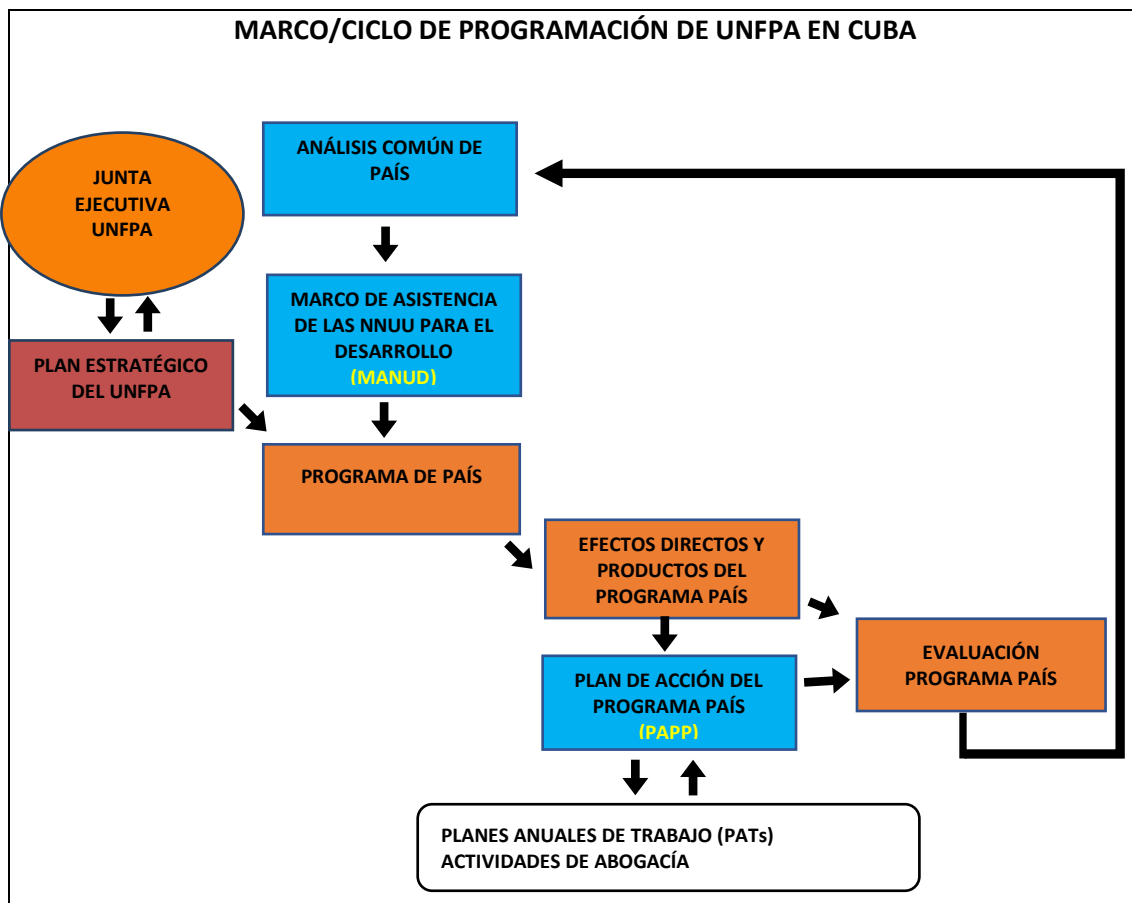 MARCO/CICLO DE PROGRAMACIÓN DE UNFPA EN CUBA
JUNTA
EJECUTIVA
UNFPA
ANÁLISIS COMÚN DE
PAÍS
MARCO DE ASISTENCIA
DE LAS NNUU PARA EL
DESARROLLO
(MANUD)
PLAN ESTRATÉGICO
DEL UNFPA
PROGRAMA DE PAÍS
EFECTOS DIRECTOS Y
PRODUCTOS DEL
PROGRAMA PAÍS
EVALUACIÓN
PROGRAMA PAÍS
PLAN DE ACCIÓN DEL
PROGRAMA PAÍS
(PAPP)
PLANES ANUALES DE TRABAJO (PATs)
ACTIVIDADES DE ABOGACÍA